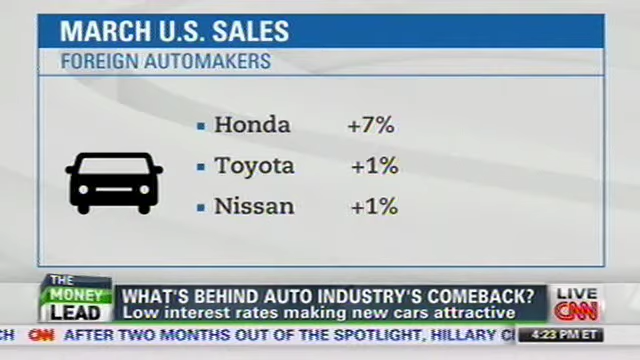 MARCH U.S. SALES
FOREIGN AUTOMAKERS
Honda +7%
Toyota +1%
Nissan +1%
THE MONEY LEAD
WHAT'S BEHIND AUTO INDUSTRY'S COMEBACK?
Low interest rates making new cars attractive
LIVE
CNN
CH CNN AFTER TWO MONTHS OUT OF THE SPOTLIGHT, HILLARY C
4:23 PM ET